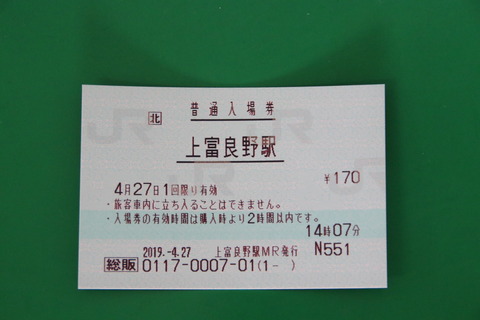 普通入場券
北
上富良野駅
¥170
4月27日1回限り有効
・旅客車内に立ち入ることはできません。
・入場券の有効時間は購入時より2時間以内です。
14時07分
2019.-4.27 上富良野駅MR発行 N551
総販 0117-0007-01(1- )
JR JR JR